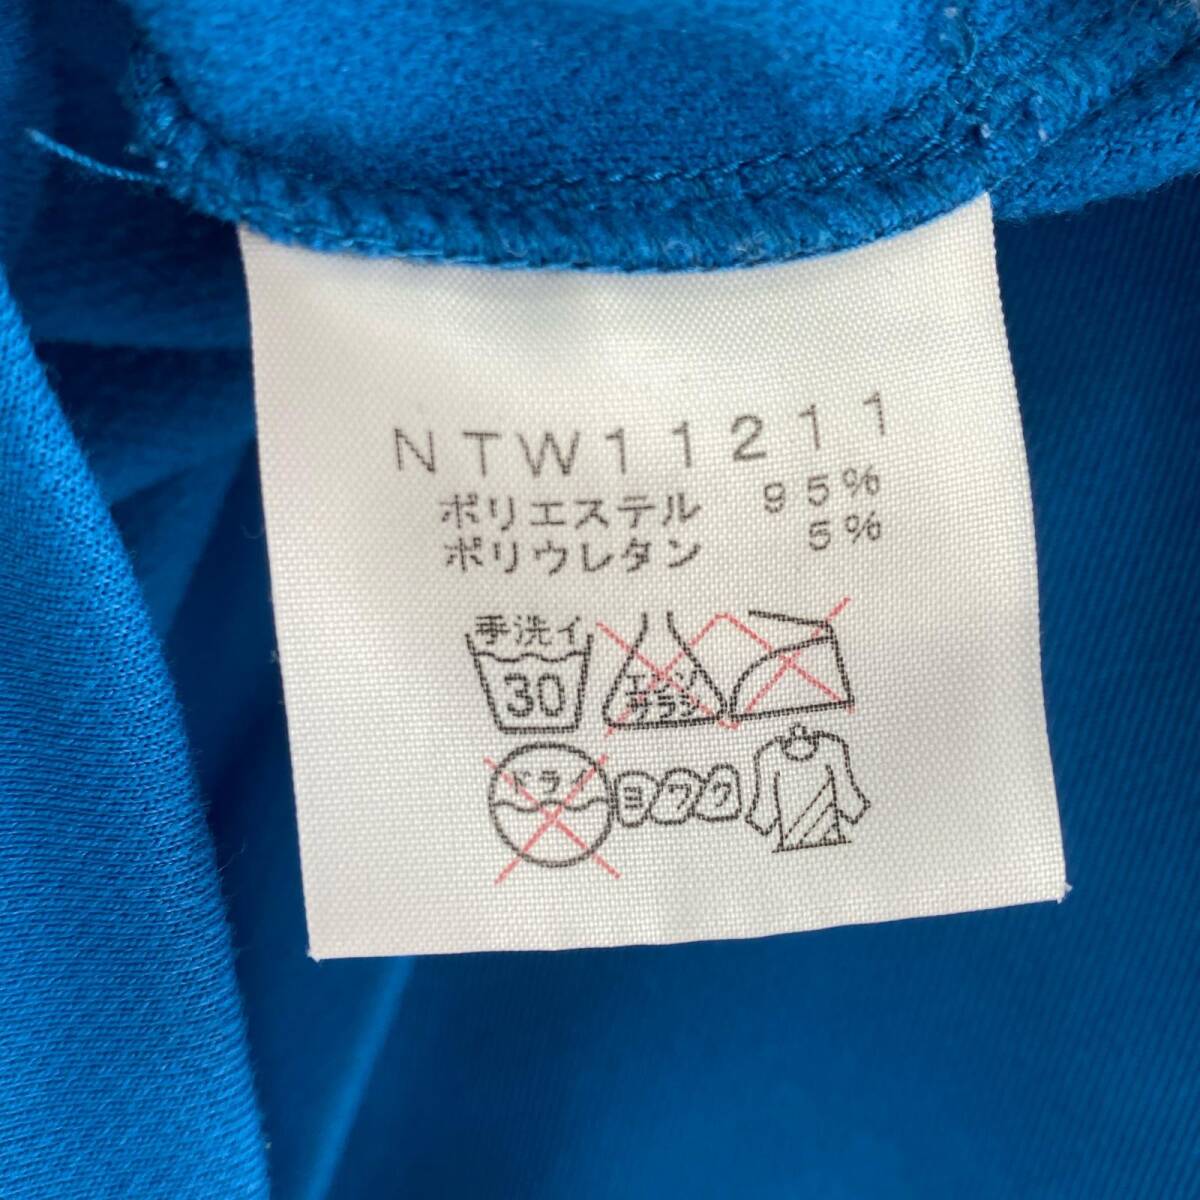 NTW11211
ポリエステル 95%
ポリウレタン 5%
手洗イ
30
エンソ
サラシ
ドライ
ヨワク